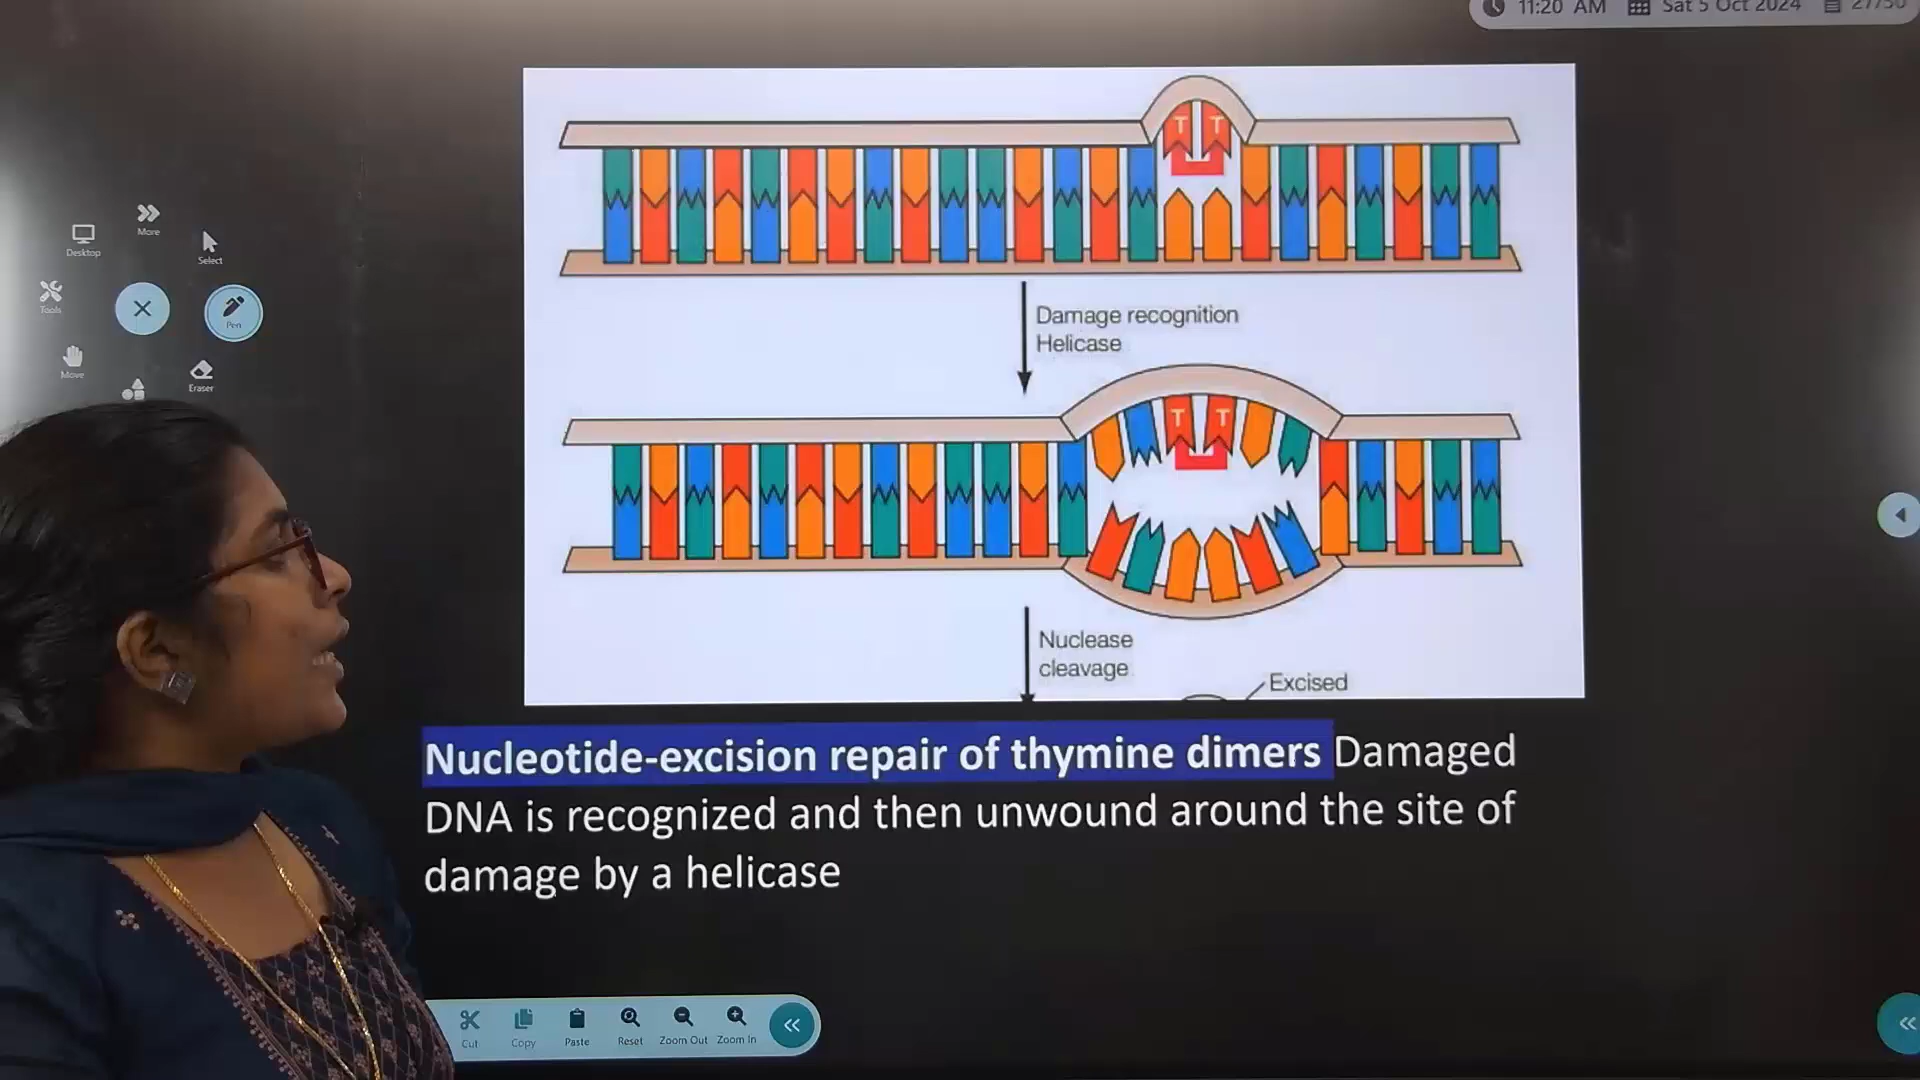 11:20 AM Sat 5 Oct 2024 27/50
T T
Damage recognition
Helicase
T T
Nuclease
cleavage
Excised
More
Desktop
Select
Tools
Pen
Move
Eraser
Nucleotide-excision repair of thymine dimers Damaged
DNA is recognized and then unwound around the site of
damage by a helicase
Cut Copy Paste Reset Zoom Out Zoom In